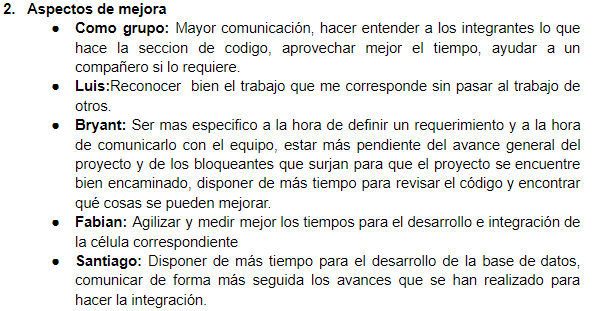 2. Aspectos de mejora
● Como grupo: Mayor comunicación, hacer entender a los integrantes lo que
hace la seccion de codigo, aprovechar mejor el tiempo, ayudar a un
compañero si lo requiere.
● Luis:Reconocer bien el trabajo que me corresponde sin pasar al trabajo de
otros.
● Bryant: Ser mas especifico a la hora de definir un requerimiento y a la hora
de comunicarlo con el equipo, estar más pendiente del avance general del
proyecto y de los bloqueantes que surjan para que el proyecto se encuentre
bien encaminado, disponer de más tiempo para revisar el código y encontrar
qué cosas se pueden mejorar.
● Fabian: Agilizar y medir mejor los tiempos para el desarrollo e integración de
la célula correspondiente
● Santiago: Disponer de más tiempo para el desarrollo de la base de datos,
comunicar de forma más seguida los avances que se han realizado para
hacer la integración.